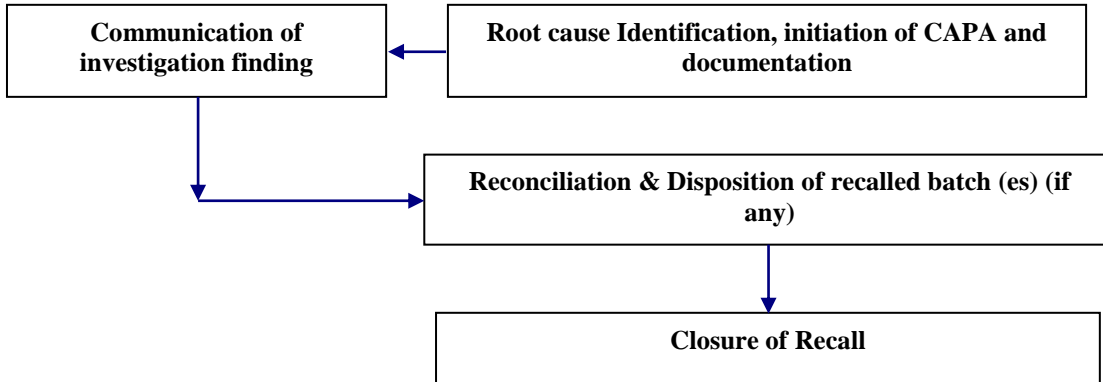 Communication of
investigation finding
Root cause Identification, initiation of CAPA and
documentation
Reconciliation & Disposition of recalled batch (es) (if
any)
Closure of Recall